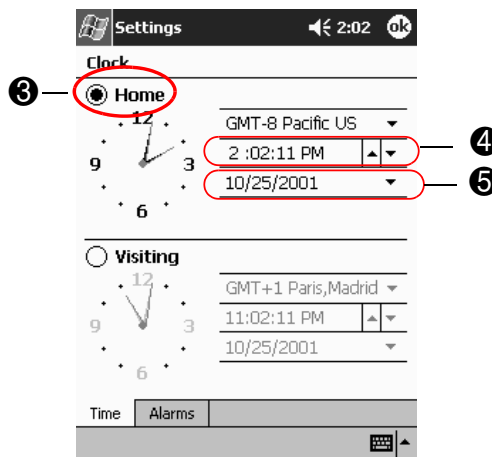 Settings 2:02 ok
Clock
❸ Home
12
9 3
6
GMT-8 Pacific US
2 :02:11 PM ❹
10/25/2001 ❺
Visiting
12
9 3
6
GMT+1 Paris,Madrid
11:02:11 PM
10/25/2001
Time Alarms